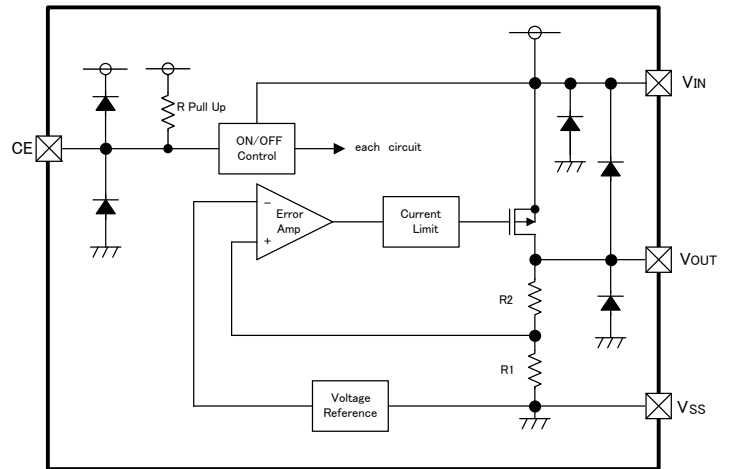 VIN
R Pull Up
CE
ON/OFF
Control
each circuit
−
Error
Amp
+
Current
Limit
VOUT
R2
R1
Voltage
Reference
VSS